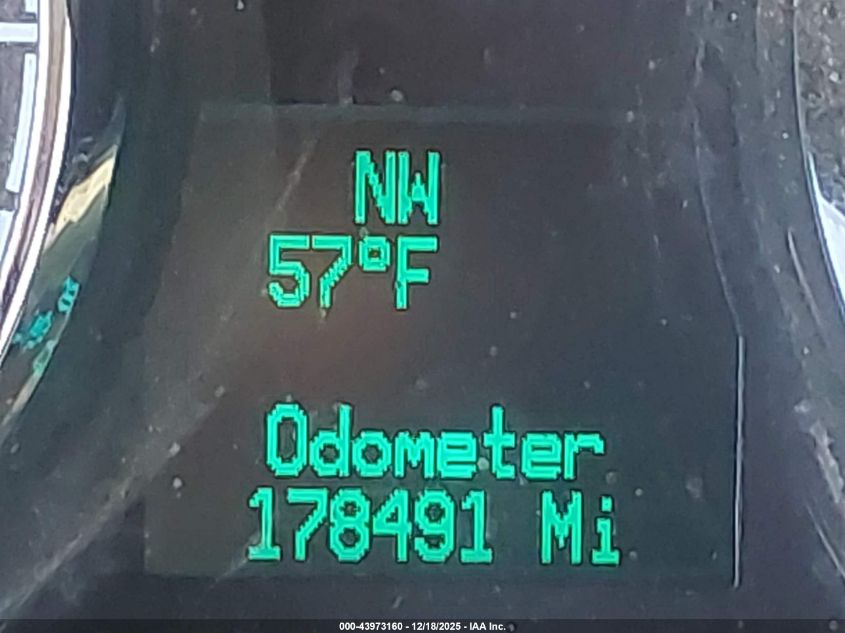 NW
57°F
Odometer
178491 Mi
000-43973160 - 12/18/2025 - IAA Inc.